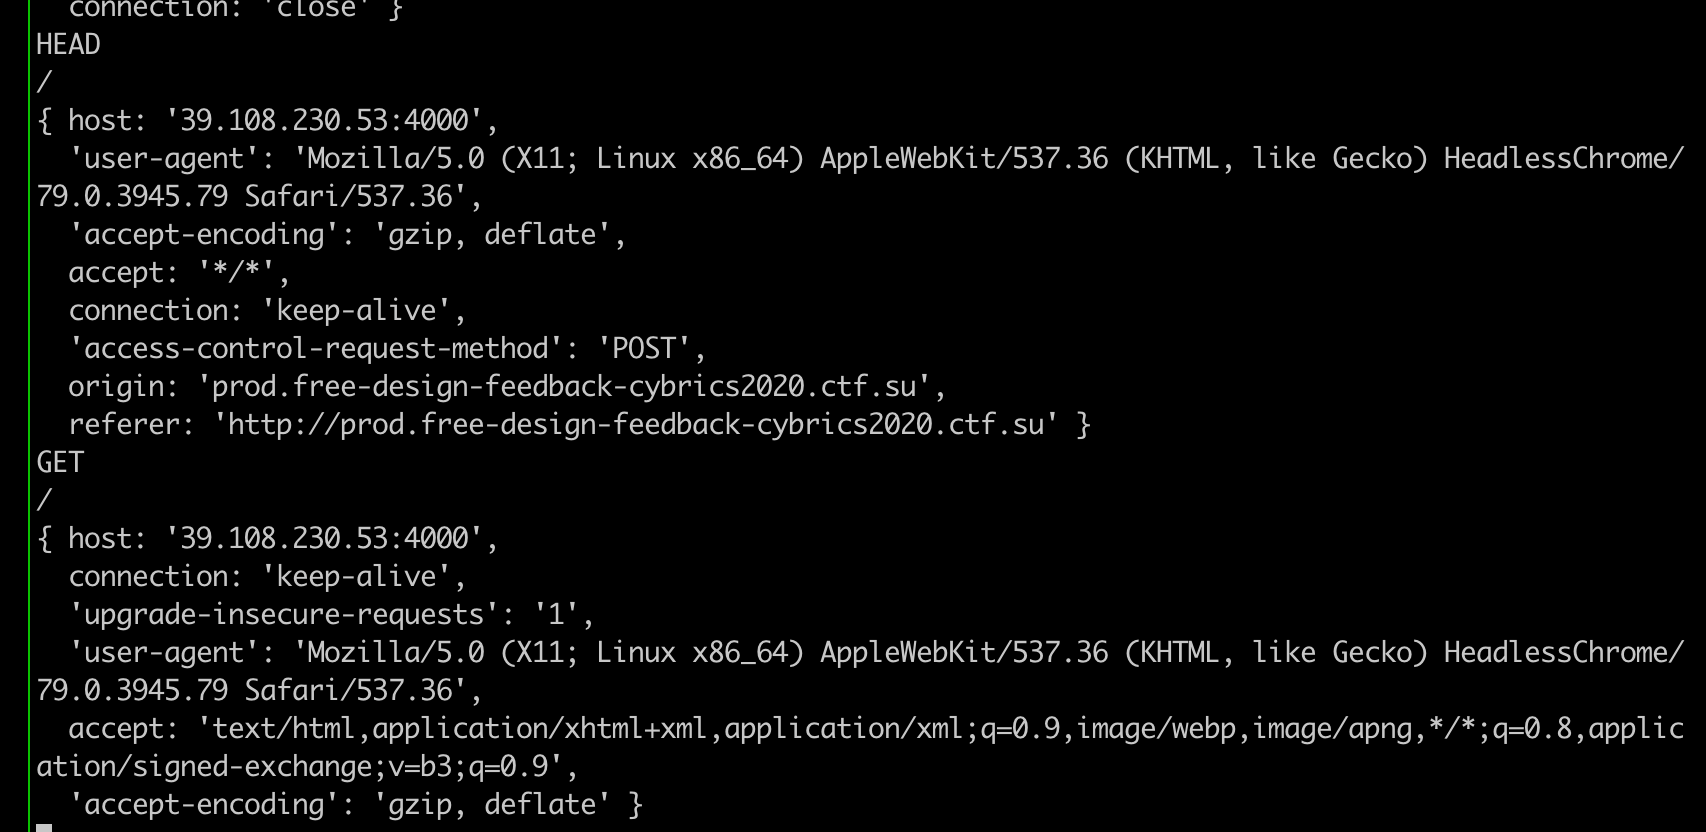 connection: 'close' }
HEAD
/
{ host: '39.108.230.53:4000',
  'user-agent': 'Mozilla/5.0 (X11; Linux x86_64) AppleWebKit/537.36 (KHTML, like Gecko) HeadlessChrome/
79.0.3945.79 Safari/537.36',
  'accept-encoding': 'gzip, deflate',
  accept: '*/*',
  connection: 'keep-alive',
  'access-control-request-method': 'POST',
  origin: 'prod.free-design-feedback-cybrics2020.ctf.su',
  referer: 'http://prod.free-design-feedback-cybrics2020.ctf.su' }
GET
/
{ host: '39.108.230.53:4000',
  connection: 'keep-alive',
  'upgrade-insecure-requests': '1',
  'user-agent': 'Mozilla/5.0 (X11; Linux x86_64) AppleWebKit/537.36 (KHTML, like Gecko) HeadlessChrome/
79.0.3945.79 Safari/537.36',
  accept: 'text/html,application/xhtml+xml,application/xml;q=0.9,image/webp,image/apng,*/*;q=0.8,applic
ation/signed-exchange;v=b3;q=0.9',
  'accept-encoding': 'gzip, deflate' }